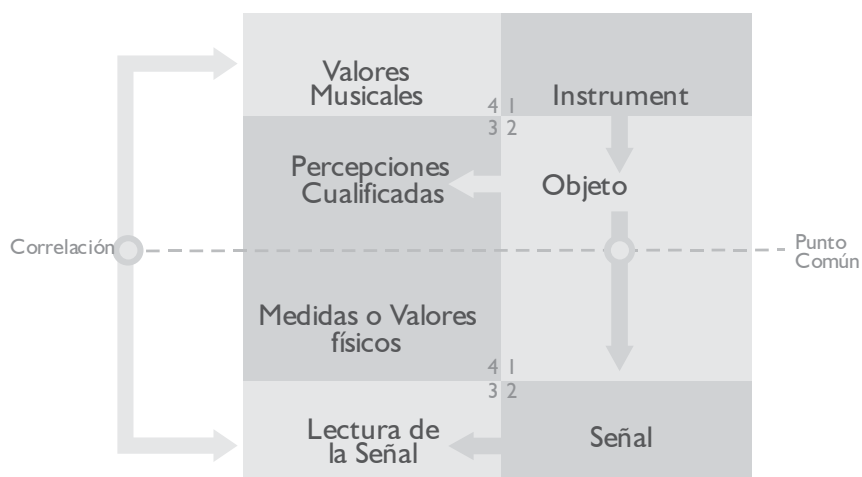 Valores
Musicales
Instrument
4 1
3 2
Percepciones
Cualificadas
Objeto
Correlación
Punto
Común
Medidas o Valores
físicos
4 1
3 2
Lectura de
la Señal
Señal